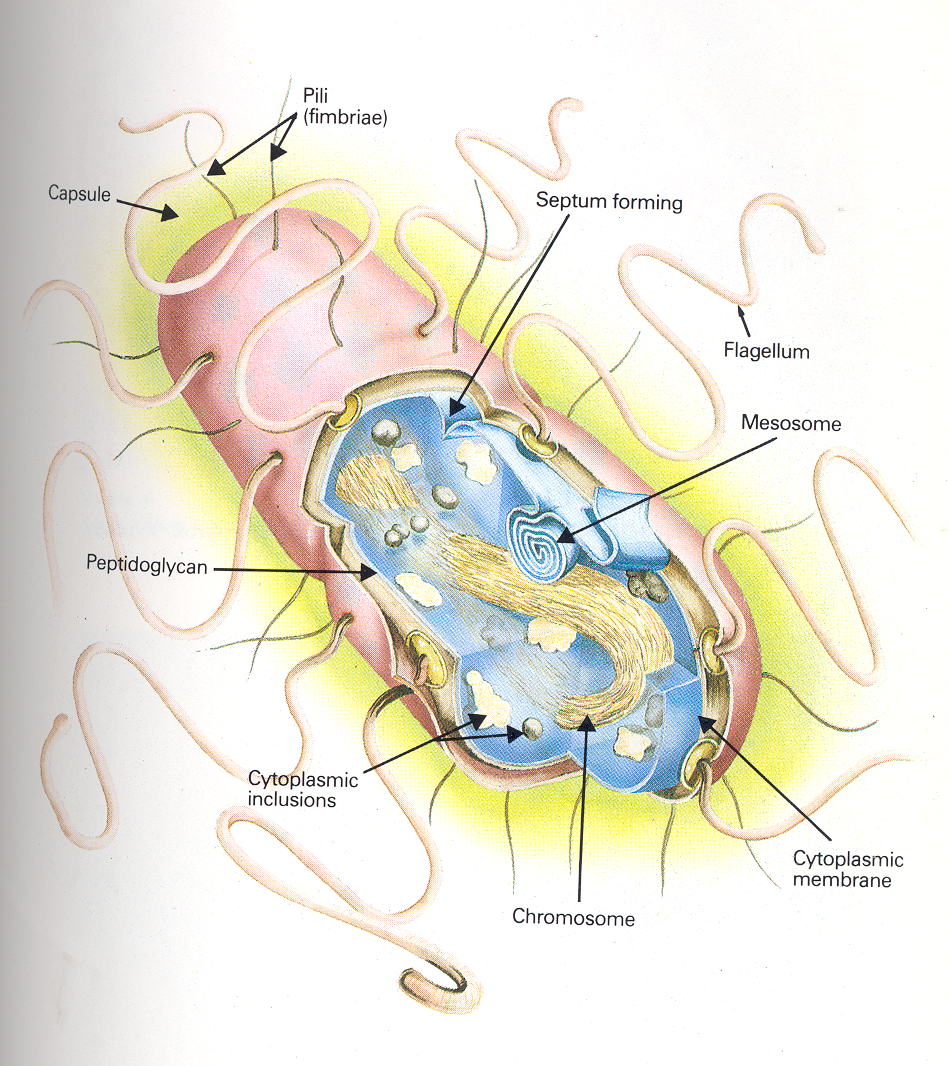 Pili
(fimbriae)
Capsule
Septum forming
Flagellum
Mesosome
Peptidoglycan
Cytoplasmic
inclusions
Cytoplasmic
membrane
Chromosome